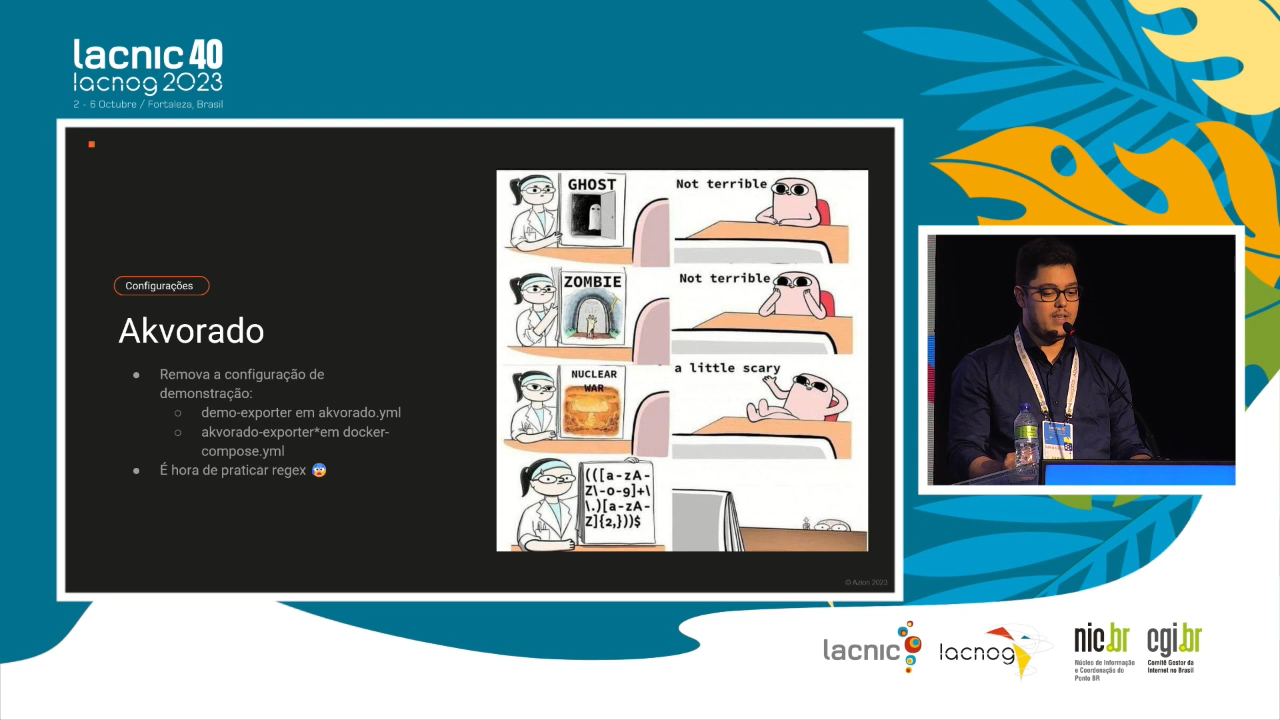 lacnic 40
lacnog 2023
2 - 6 Octubre / Fortaleza, Brasil
Configurações
Akvorado
● Remova a configuração de
demonstração:
○ demo-exporter em akvorado.yml
○ akvorado-exporter*em docker-
compose.yml
● É hora de praticar regex 😨
GHOST
Not terrible
ZOMBIE
Not terrible
NUCLEAR
WAR
a little scary
(([a-zA-
Z\-0-9]+\
\.)[a-zA-
Z]{2,}))$
© Azion 2023
lacnic
lacnog
nic.br
Núcleo de Informação
e Coordenação do
Ponto BR
cgi.br
Comitê Gestor da
Internet no Brasil